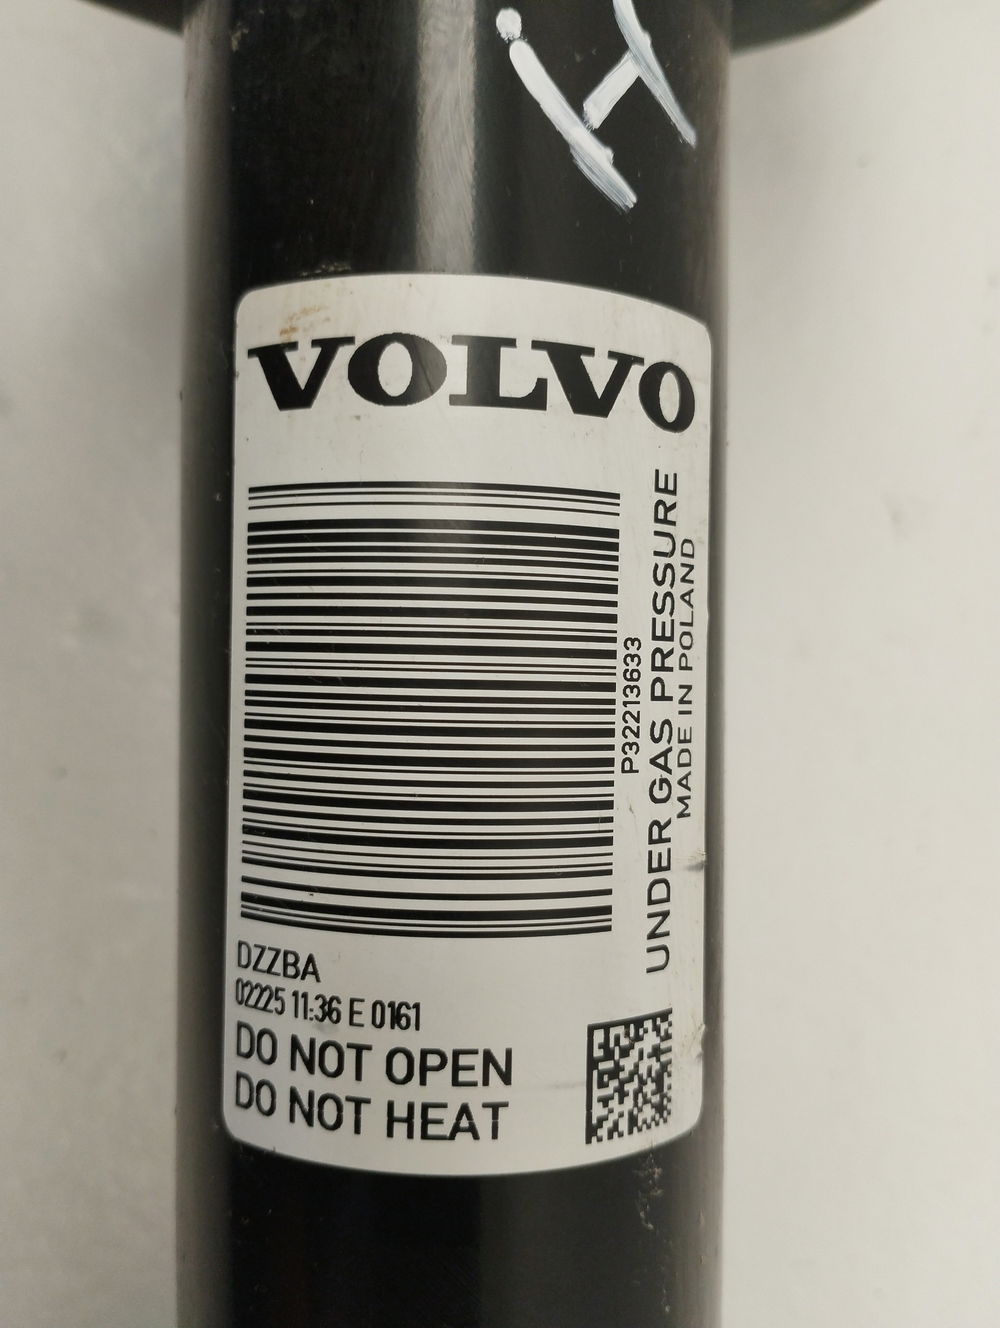 H
VOLVO
P32213633
UNDER GAS PRESSURE
MADE IN POLAND
DZZBA
02225 11:36 E 0161
DO NOT OPEN
DO NOT HEAT